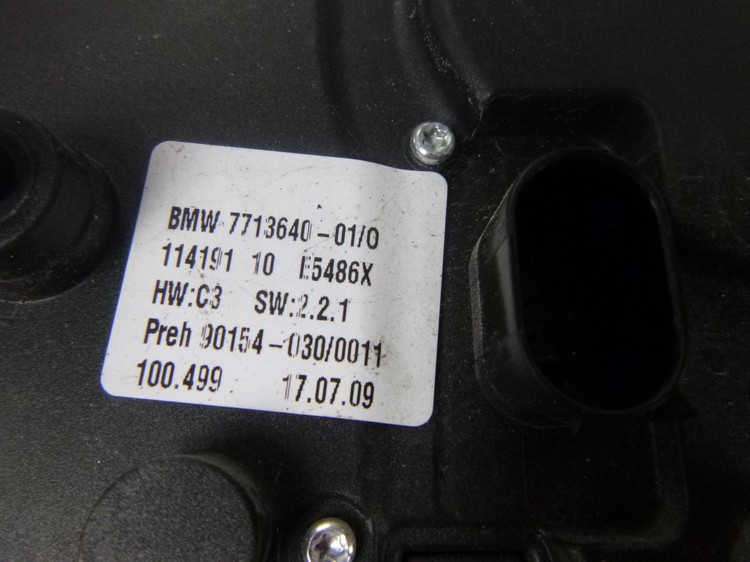 BMW 7713640-01/0
114191 10 E5486X
HW:C3 SW:2.2.1
Preh 90154-030/0011
100.499 17.07.09